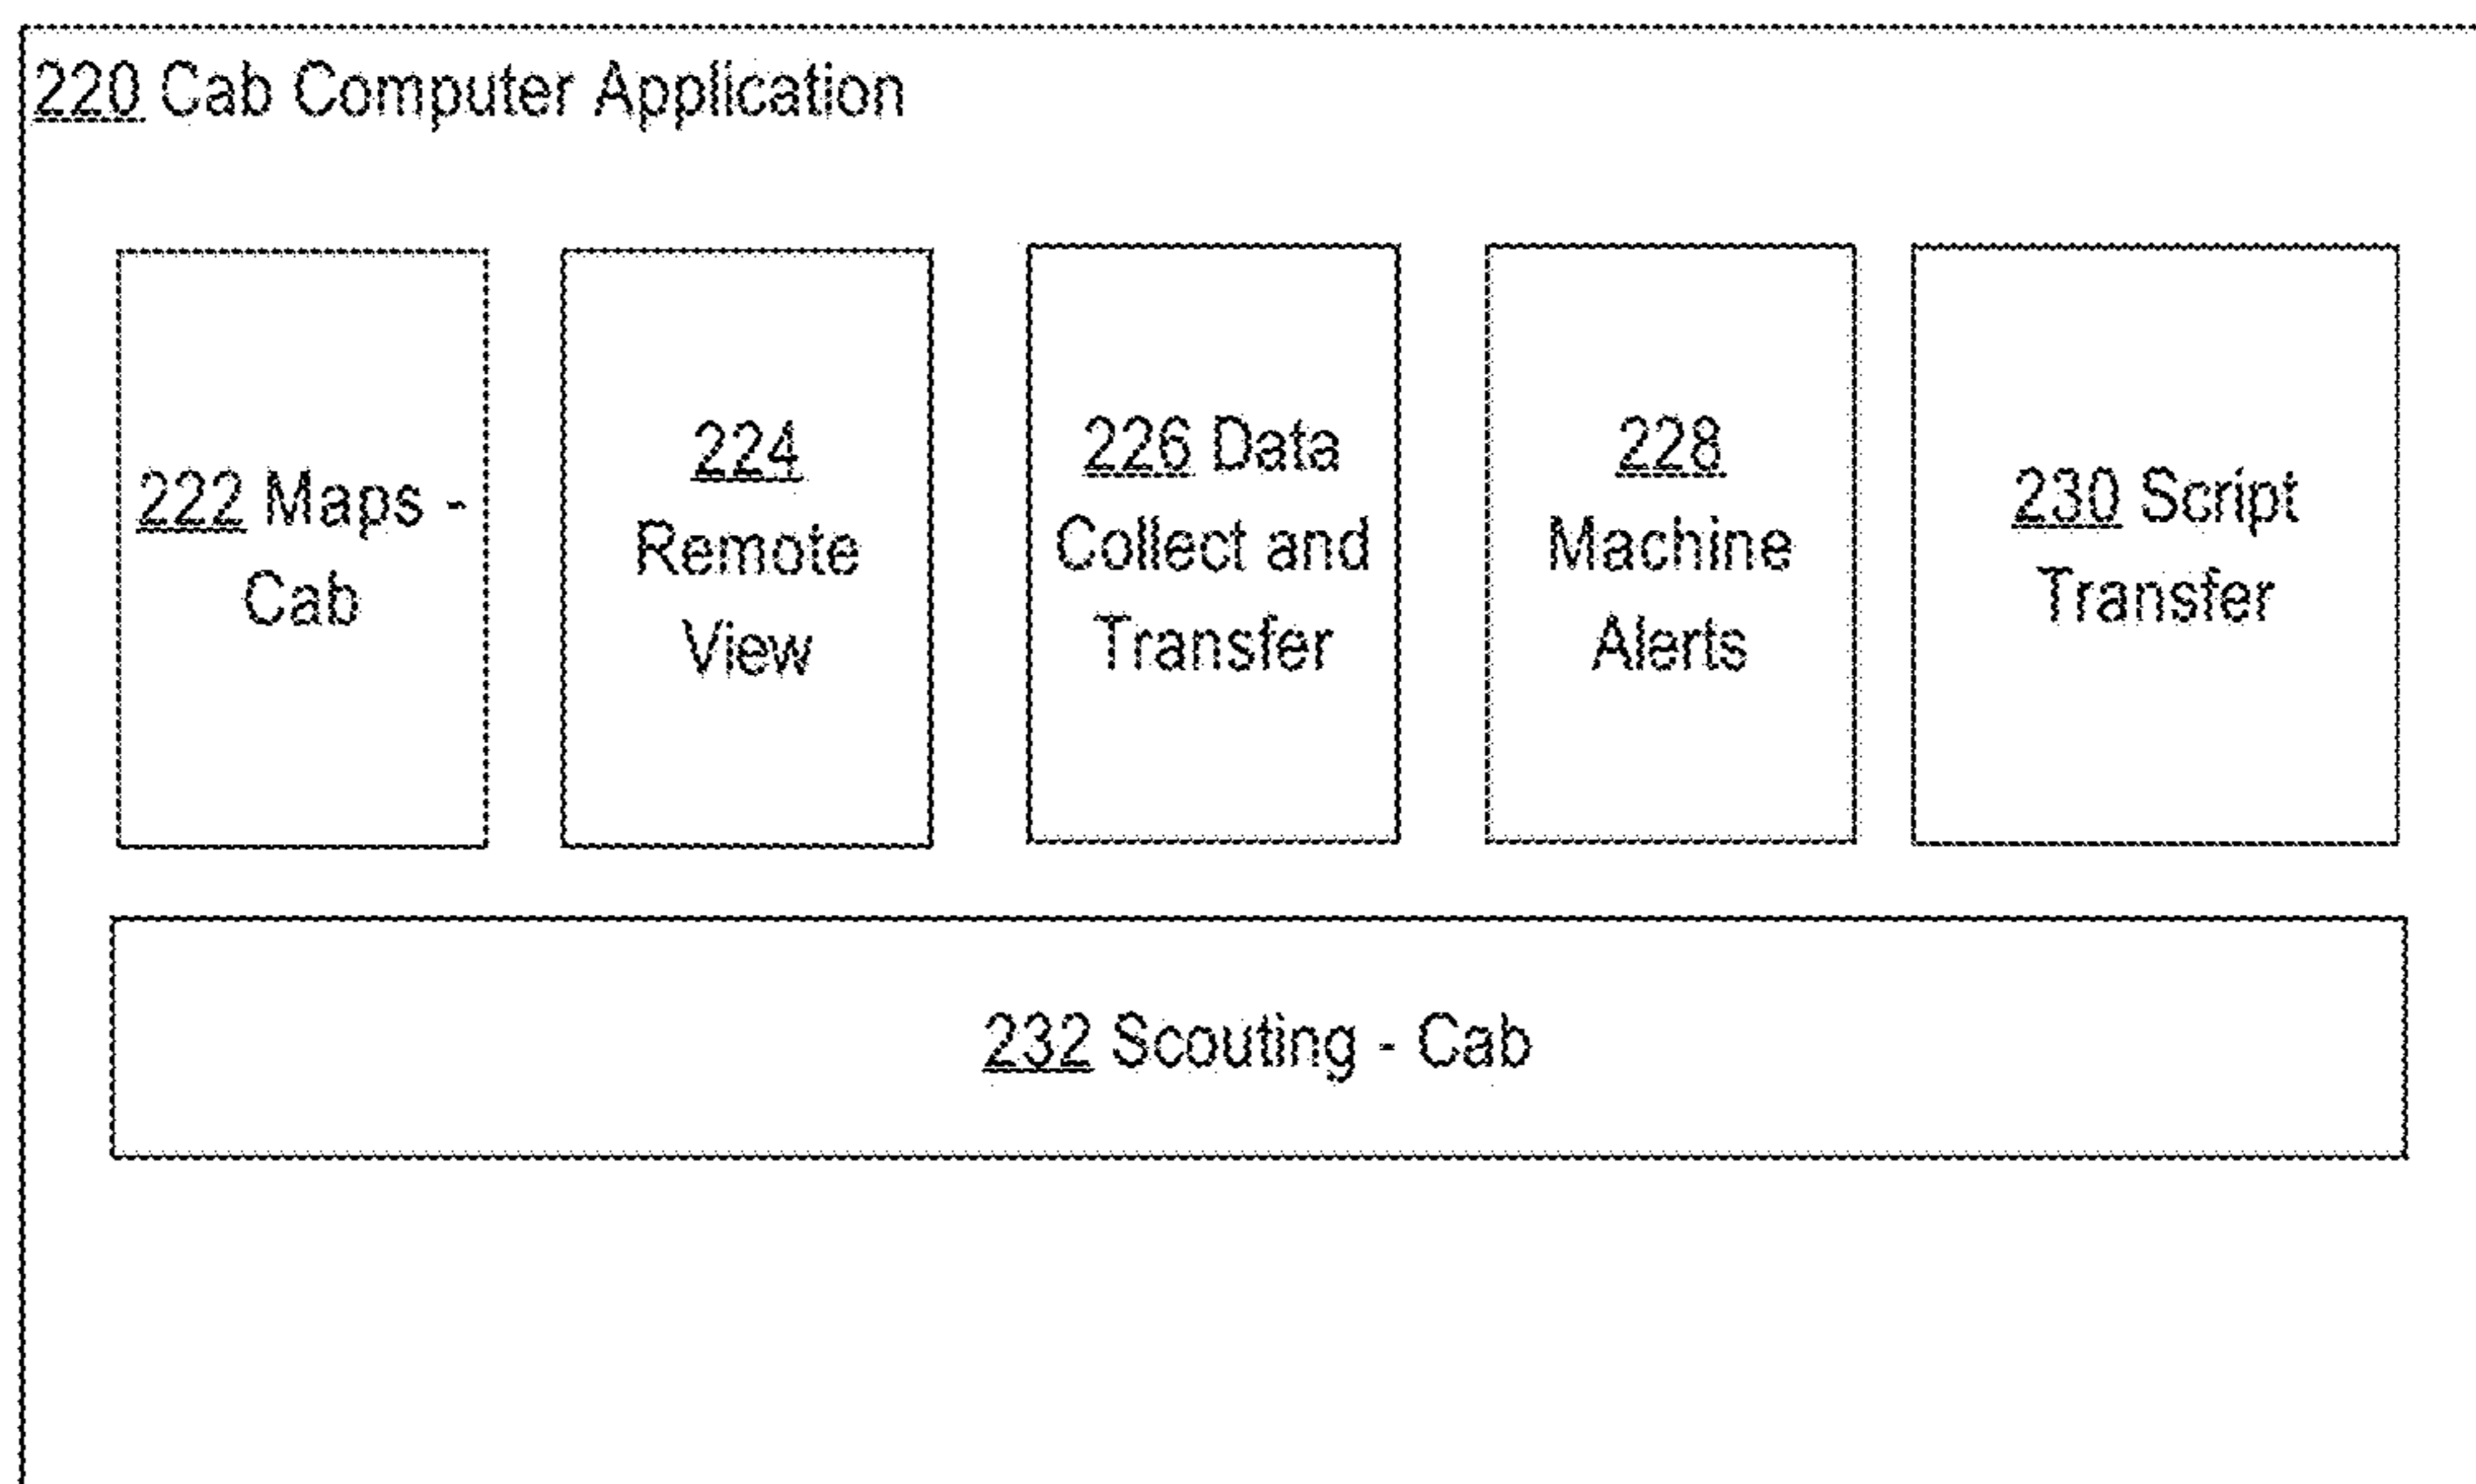 220 Cab Computer Application
222 Maps -
Cab
224
Remote
View
226 Data
Collect and
Transfer
228
Machine
Alerts
230 Script
Transfer
232 Scouting - Cab